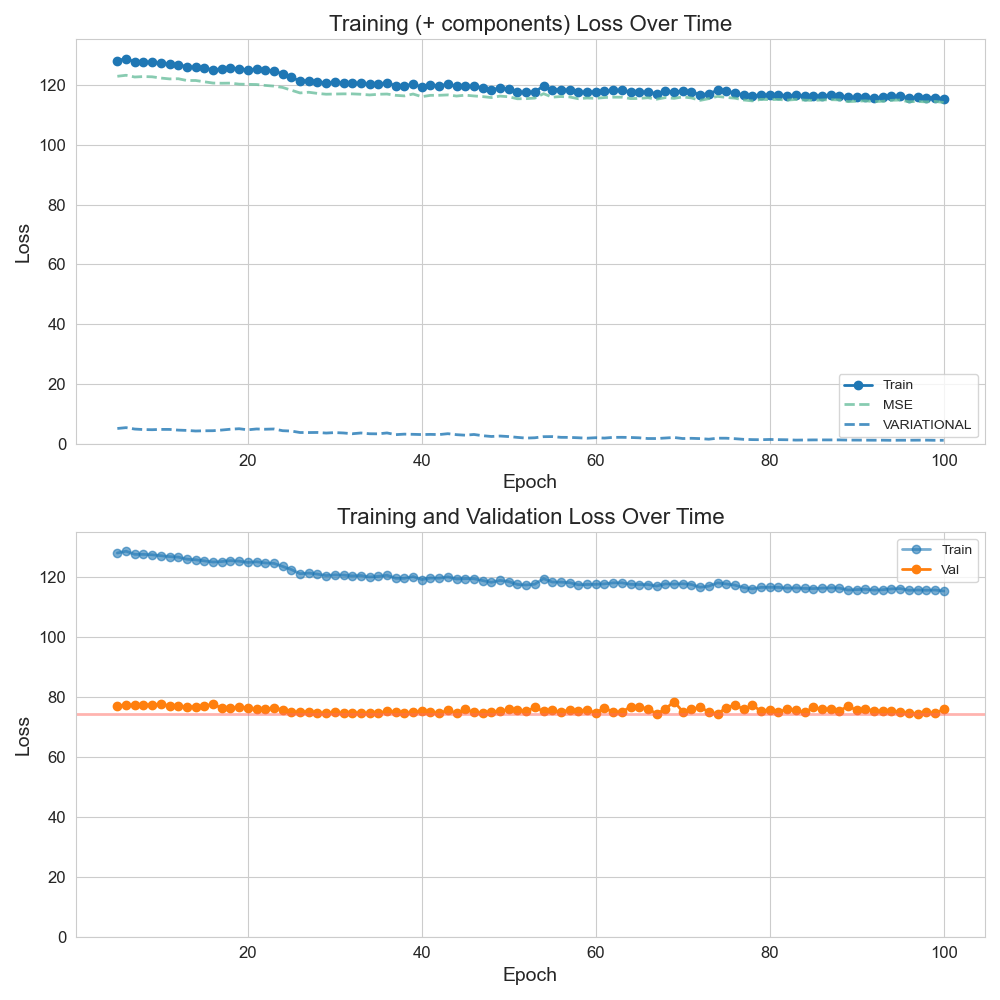 Training (+ components) Loss Over Time
120
100
80
60
40
20
0
Loss
Train
MSE
VARIATIONAL
20 40 60 80 100
Epoch
Training and Validation Loss Over Time
120
100
80
60
40
20
0
Loss
Train
Val
20 40 60 80 100
Epoch